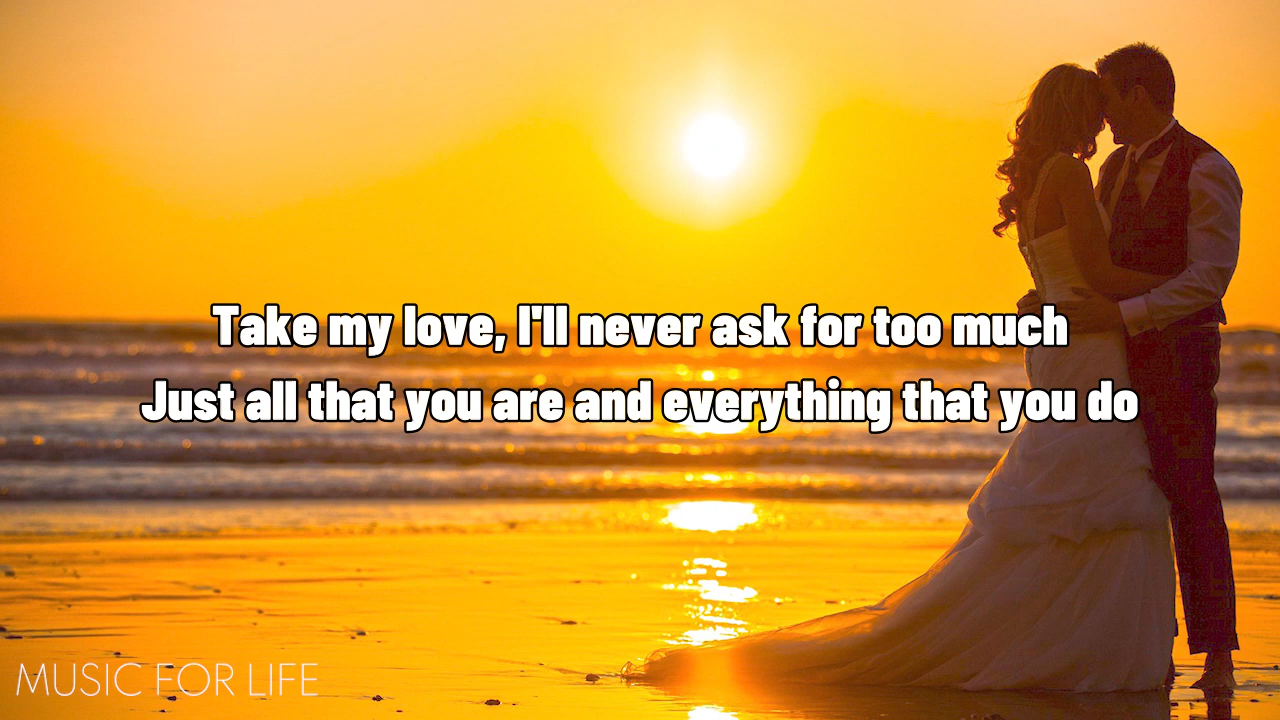 Take my love, I'll never ask for too much
Just all that you are and everything that you do
MUSIC FOR LIFE